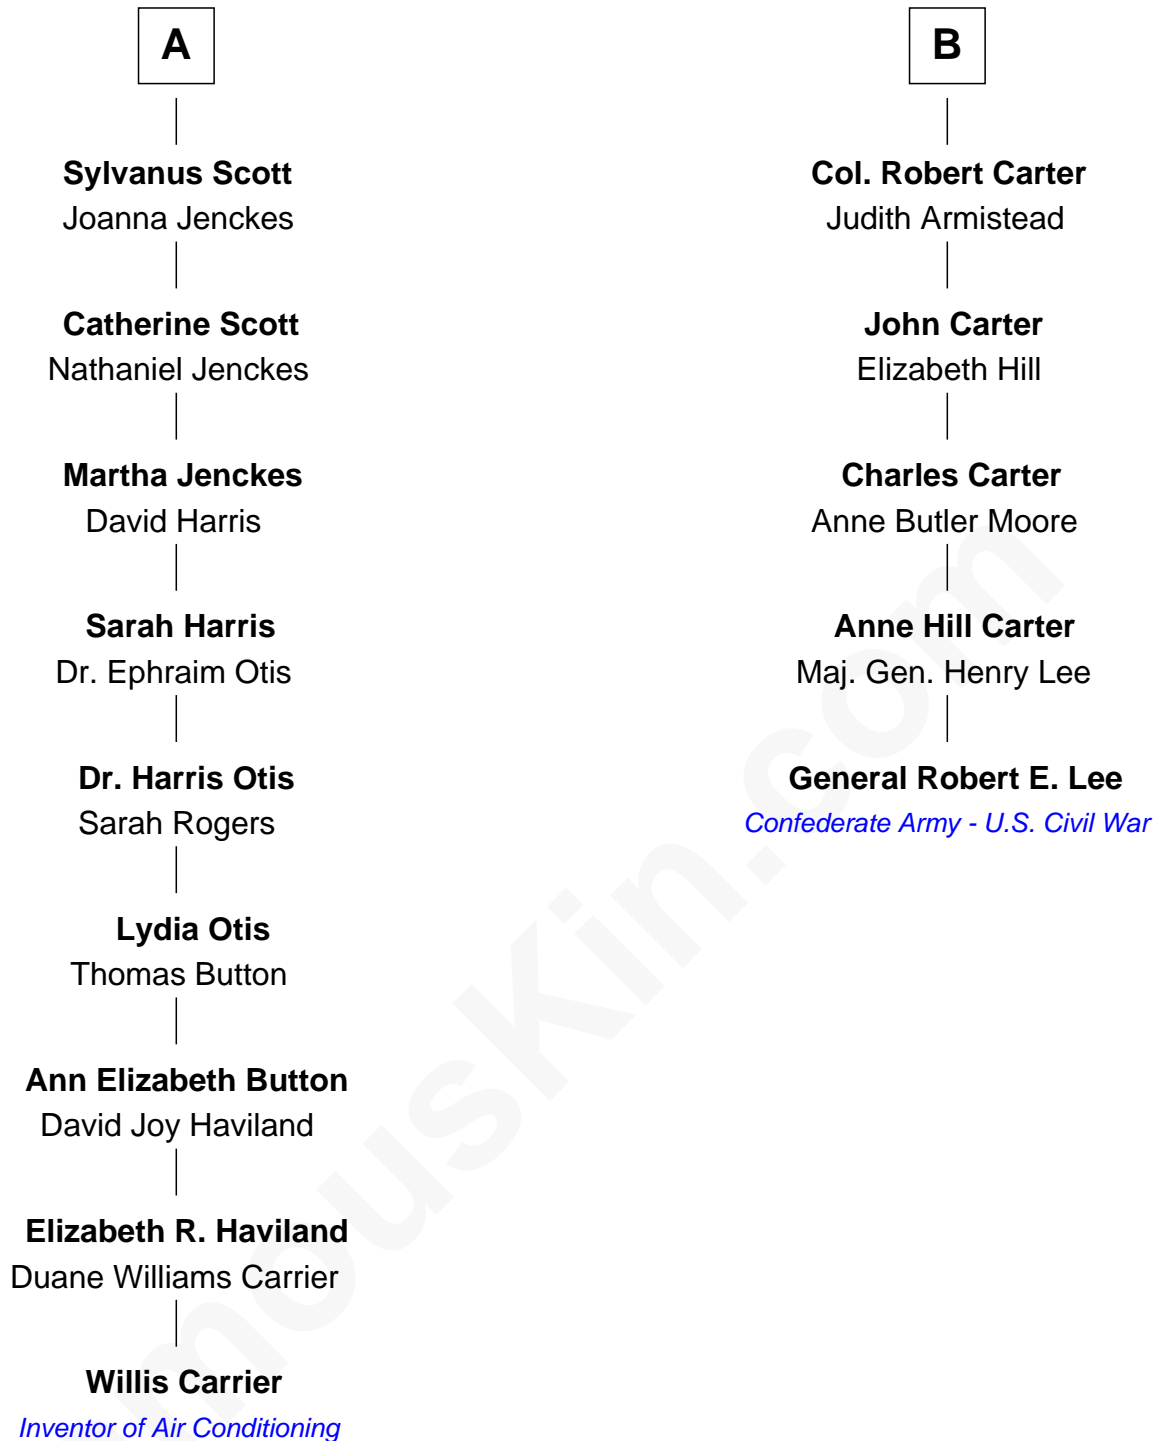 A
Sylvanus Scott
Joanna Jenckes
Catherine Scott
Nathaniel Jenckes
Martha Jenckes
David Harris
Sarah Harris
Dr. Ephraim Otis
Dr. Harris Otis
Sarah Rogers
Lydia Otis
Thomas Button
Ann Elizabeth Button
David Joy Haviland
Elizabeth R. Haviland
Duane Williams Carrier
Willis Carrier
Inventor of Air Conditioning
B
Col. Robert Carter
Judith Armistead
John Carter
Elizabeth Hill
Charles Carter
Anne Butler Moore
Anne Hill Carter
Maj. Gen. Henry Lee
General Robert E. Lee
Confederate Army - U.S. Civil War
mousKin.com